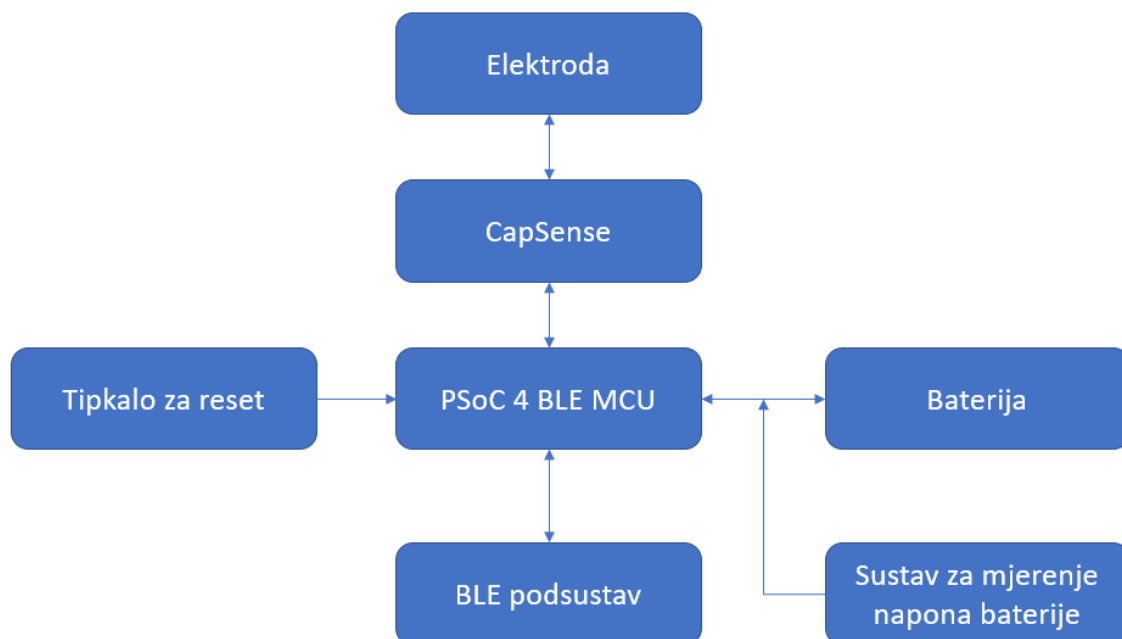 Elektroda
CapSense
Tipkalo za reset
PSoC 4 BLE MCU
Baterija
BLE podsustav
Sustav za mjerenje
napona baterije